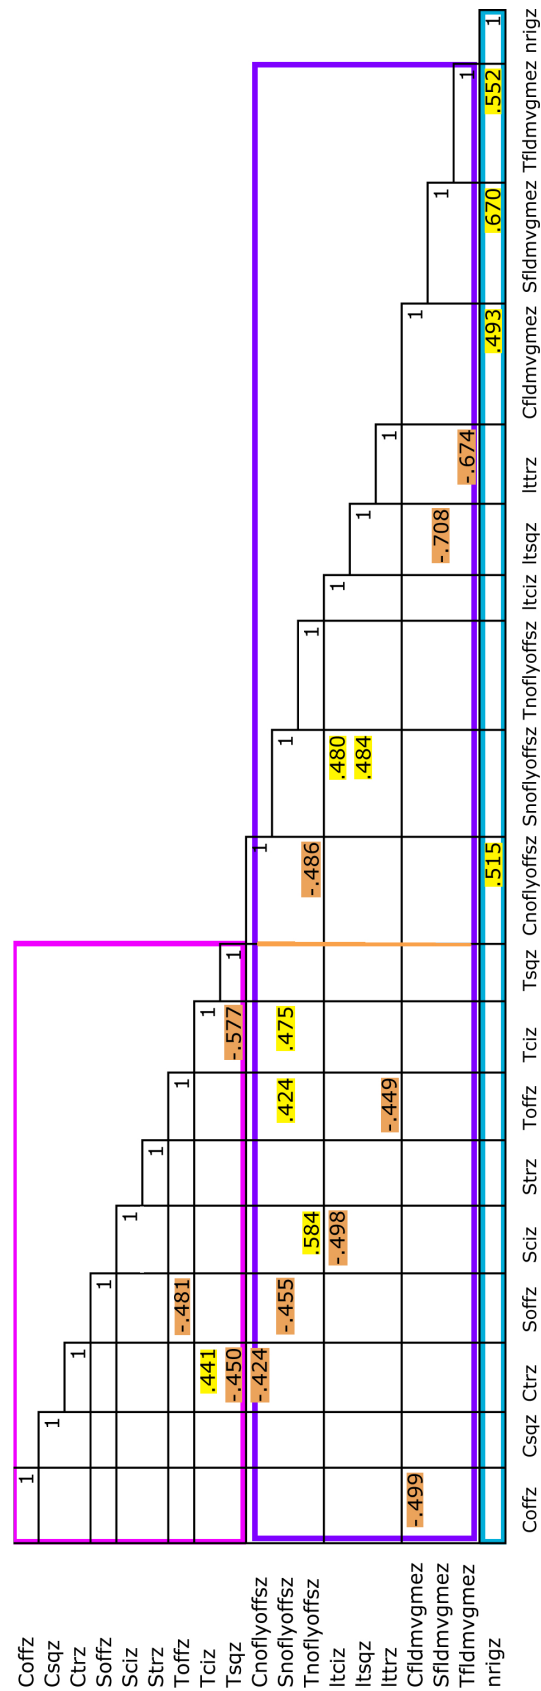 Coffz 1
Csqz 1
Ctrz 1
Soffz 1
Sciz 1
Strz 1
Toffz -.481 1
Tciz .441 1
Tsqz -.450 -.577 1
Cnoflyoffsz -.424 1
Snoflyoffsz -.455 .424 .475 1
Tnoflyoffsz .584 -.486 1
Itciz -.498 .480 1
Itsqz .484 1
Ittrz -.449 1
Cfldmvgmez -.499 1
Sfldmvgmez -.708 1
Tfldmvgmez -.674 1
nrigz .515 .493 .670 .552 1
Coffz Csqz Ctrz Soffz Sciz Strz Toffz Tciz Tsqz Cnoflyoffsz Snoflyoffsz Tnoflyoffsz Itciz Itsqz Ittrz Cfldmvgmez Sfldmvgmez Tfldmvgmez nrigz